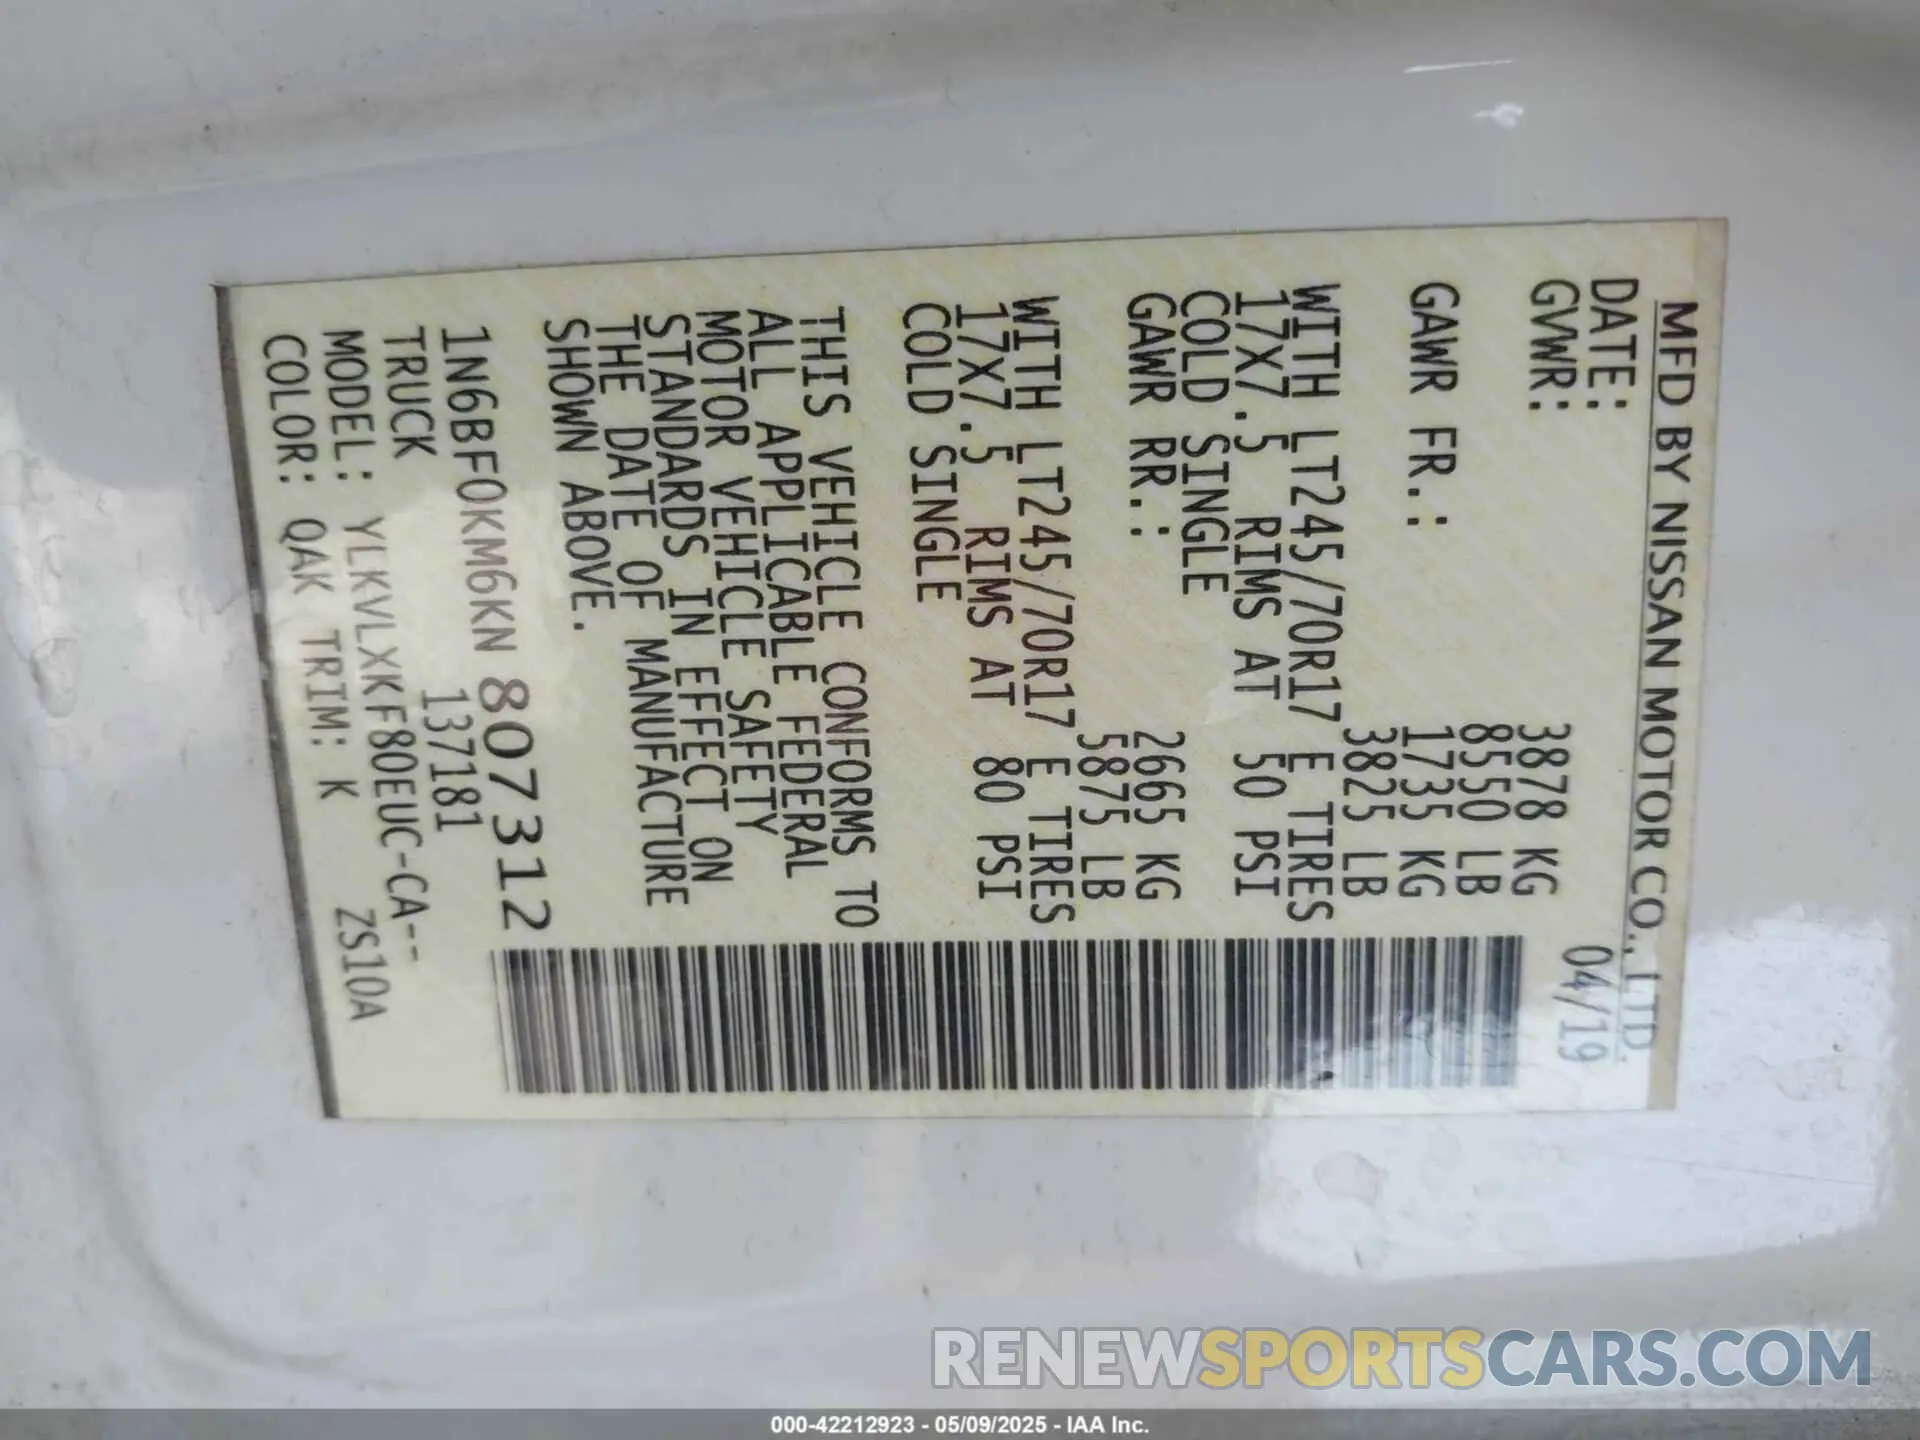 MFD BY NISSAN MOTOR CO., LTD.
DATE: 04/19
GVWR: 3878 KG
8550 LB
GAWR FR.: 1735 KG
3825 LB
WITH LT245/70R17 E TIRES
17X7.5 RIMS AT 50 PSI
COLD SINGLE
GAWR RR.: 2665 KG
5875 LB
WITH LT245/70R17 E TIRES
17X7.5 RIMS AT 80 PSI
COLD SINGLE
THIS VEHICLE CONFORMS TO
ALL APPLICABLE FEDERAL
MOTOR VEHICLE SAFETY
STANDARDS IN EFFECT ON
THE DATE OF MANUFACTURE
SHOWN ABOVE.
1N6BF0KM6KN 807312
TRUCK 137181
MODEL: YLKVLXKF80EUC-CA--
COLOR: QAK TRIM: K ZS10A
RENEWSPORTSCARS.COM
000-42212923 - 05/09/2025 - IAA Inc.